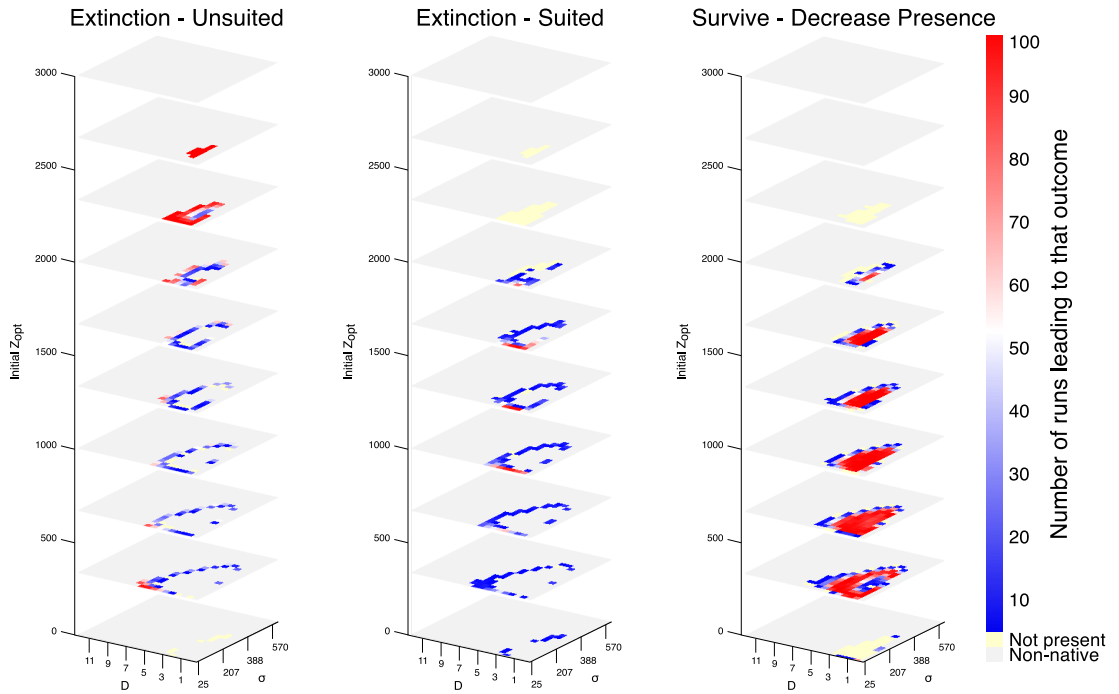 Extinction - Unsuited
Extinction - Suited
Survive - Decrease Presence
3000
2500
2000
1500
1000
500
0
Initial Zopt
11 9 7 5 3 1
D
25 207 388 570
σ
3000
2500
2000
1500
1000
500
0
Initial Zopt
11 9 7 5 3 1
D
25 207 388 570
σ
3000
2500
2000
1500
1000
500
0
Initial Zopt
11 9 7 5 3 1
D
25 207 388 570
σ
100
90
80
70
60
50
40
30
20
10
Not present
Non-native
Number of runs leading to that outcome